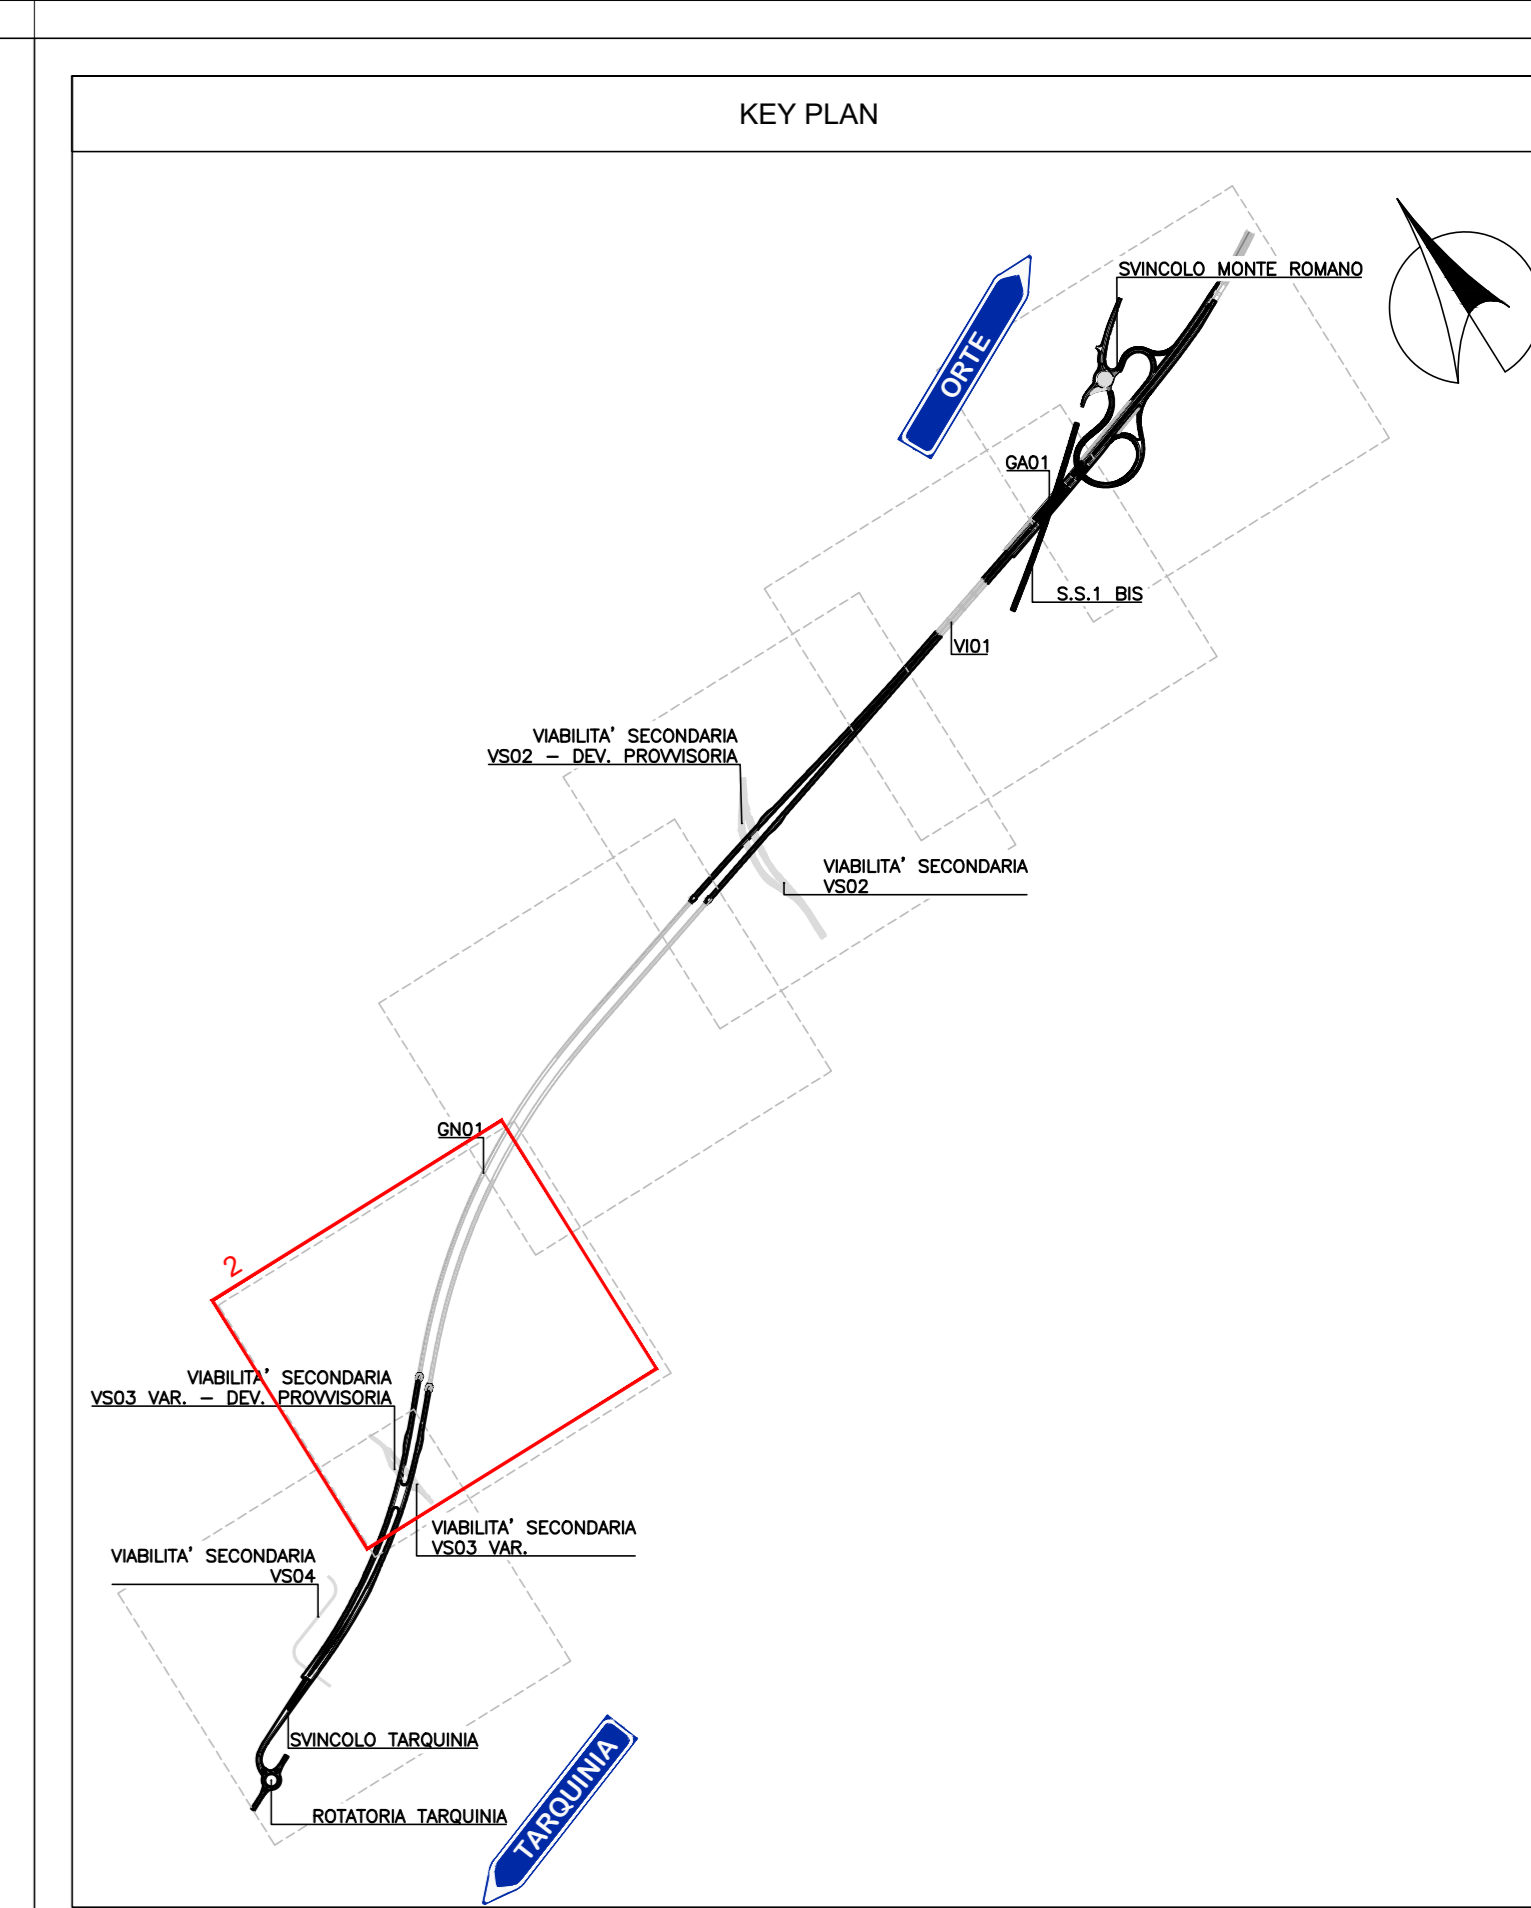 KEY PLAN
SVINCOLO MONTE ROMANO
ORTE
GA01
S.S.1 BIS
VI01
VIABILITA' SECONDARIA
VS02 – DEV. PROVVISORIA
VIABILITA' SECONDARIA
VS02
GN01
2
VIABILITA' SECONDARIA
VS03 VAR. – DEV. PROVVISORIA
VIABILITA' SECONDARIA
VS03 VAR.
VIABILITA' SECONDARIA
VS04
SVINCOLO TARQUINIA
TARQUINIA
ROTATORIA TARQUINIA